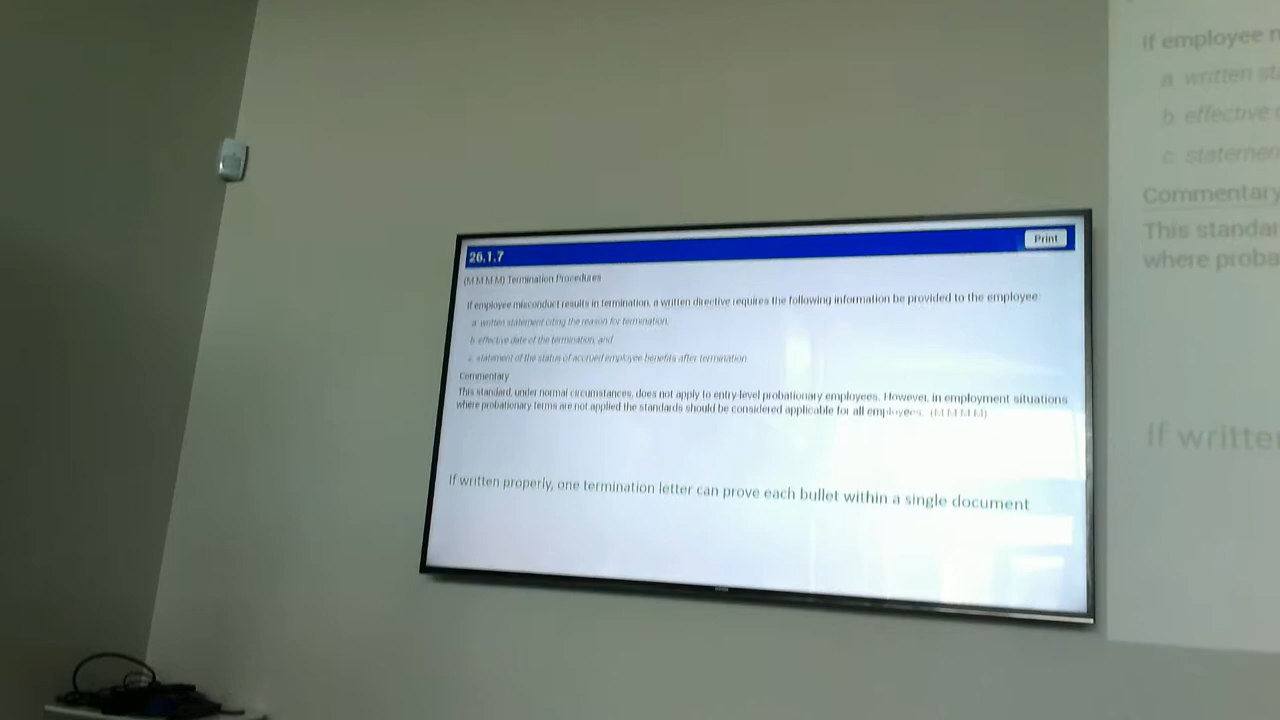 26.1.7
Print
(M M M M) Termination Procedures
If employee misconduct results in termination, a written directive requires the following information be provided to the employee:
a. written statement citing the reason for termination;
b. effective date of the termination; and
c. statement of the status of accrued employee benefits after termination.
Commentary
This standard, under normal circumstances, does not apply to entry-level probationary employees. However, in employment situations
where probationary terms are not applied the standards should be considered applicable for all employees. (M M M M)
If written properly, one termination letter can prove each bullet within a single document
If employee
a. written
b. effective
c.
Commentary
This
where
If